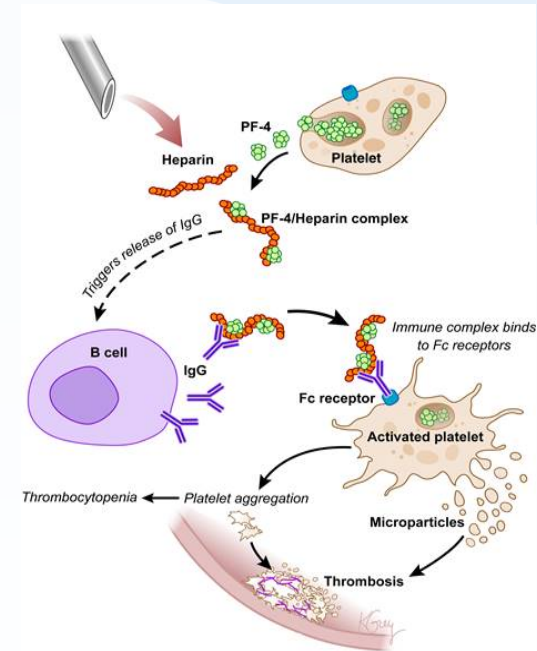 PF-4
Heparin
Platelet
PF-4/Heparin complex
Triggers release of IgG
B cell
IgG
Immune complex binds
to Fc receptors
Fc receptor
Activated platelet
Thrombocytopenia
Platelet aggregation
Microparticles
Thrombosis
KGrey